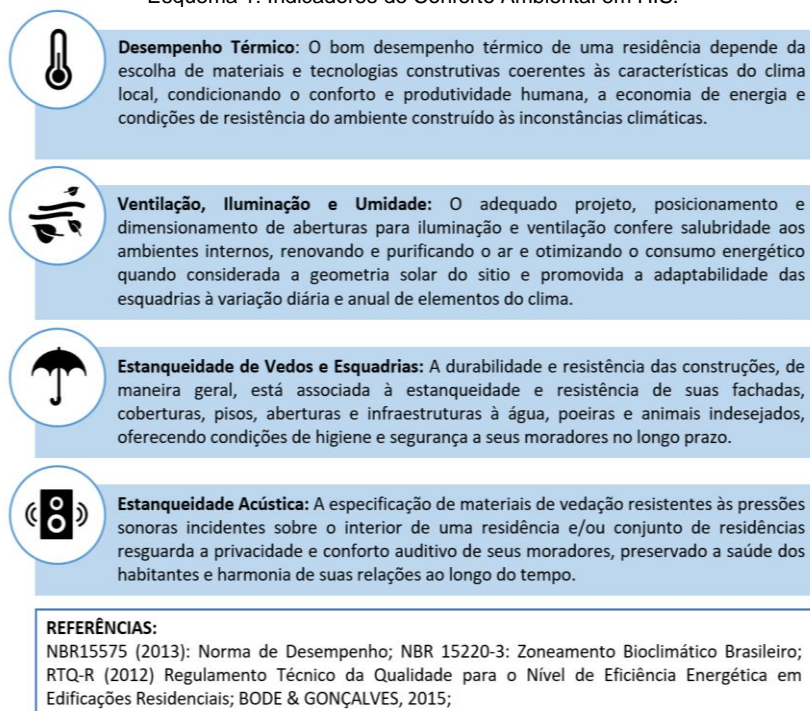 Esquema 1: Indicadores de Conforto Ambiental em HIS.
Desempenho Térmico: O bom desempenho térmico de uma residência depende da
escolha de materiais e tecnologias construtivas coerentes às características do clima
local, condicionando o conforto e produtividade humana, a economia de energia e
condições de resistência do ambiente construído às inconstâncias climáticas.
Ventilação, Iluminação e Umidade: O adequado projeto, posicionamento e
dimensionamento de aberturas para iluminação e ventilação confere salubridade aos
ambientes internos, renovando e purificando o ar e otimizando o consumo energético
quando considerada a geometria solar do sitio e promovida a adaptabilidade das
esquadrias à variação diária e anual de elementos do clima.
Estanqueidade de Vedos e Esquadrias: A durabilidade e resistência das construções, de
maneira geral, está associada à estanqueidade e resistência de suas fachadas,
coberturas, pisos, aberturas e infraestruturas à água, poeiras e animais indesejados,
oferecendo condições de higiene e segurança a seus moradores no longo prazo.
Estanqueidade Acústica: A especificação de materiais de vedação resistentes às pressões
sonoras incidentes sobre o interior de uma residência e/ou conjunto de residências
resguarda a privacidade e conforto auditivo de seus moradores, preservado a saúde dos
habitantes e harmonia de suas relações ao longo do tempo.
REFERÊNCIAS:
NBR15575 (2013): Norma de Desempenho; NBR 15220-3: Zoneamento Bioclimático Brasileiro;
RTQ-R (2012) Regulamento Técnico da Qualidade para o Nível de Eficiência Energética em
Edificações Residenciais; BODE & GONÇALVES, 2015;